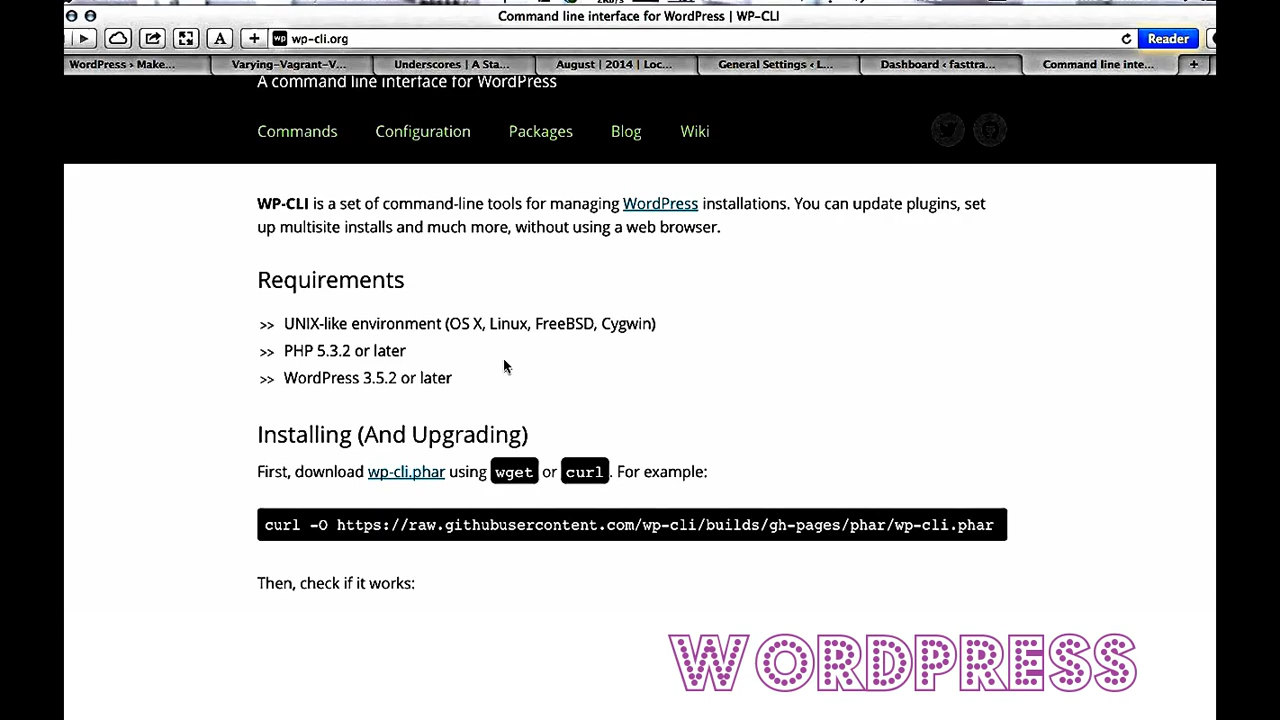 Command line interface for WordPress | WP-CLI
wp-cli.org
Reader
WordPress › Make...
Varying-Vagrant-V...
Underscores | A Sta...
August | 2014 | Loc...
General Settings ‹ L...
Dashboard ‹ fasttra...
Command line inte...
A command line interface for WordPress
Commands Configuration Packages Blog Wiki
WP-CLI is a set of command-line tools for managing WordPress installations. You can update plugins, set
up multisite installs and much more, without using a web browser.
Requirements
>> UNIX-like environment (OS X, Linux, FreeBSD, Cygwin)
>> PHP 5.3.2 or later
>> WordPress 3.5.2 or later
Installing (And Upgrading)
First, download wp-cli.phar using wget or curl. For example:
curl -O https://raw.githubusercontent.com/wp-cli/builds/gh-pages/phar/wp-cli.phar
Then, check if it works:
WORDPRESS